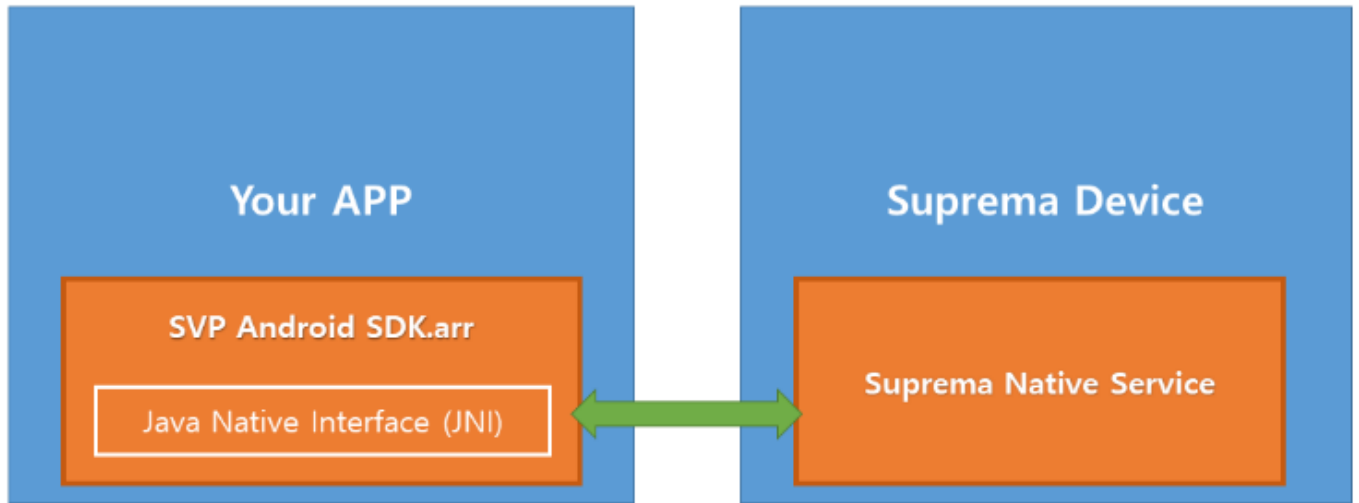 Your APP
SVP Android SDK.arr
Java Native Interface (JNI)
Suprema Device
Suprema Native Service